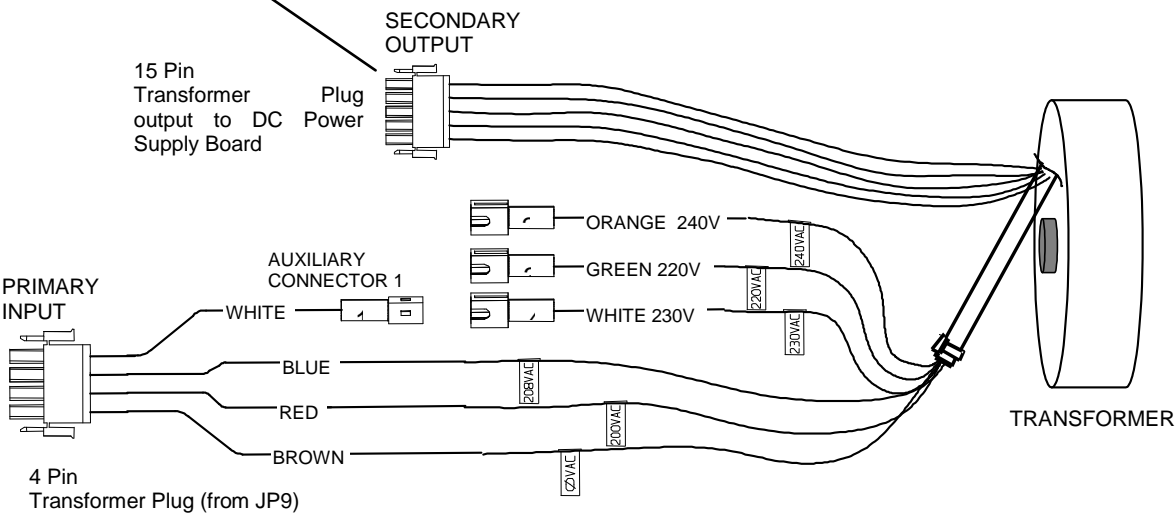 SECONDARY
OUTPUT
15 Pin
Transformer Plug
output to DC Power
Supply Board
ORANGE 240V
240VAC
GREEN 220V
220VAC
WHITE 230V
230VAC
AUXILIARY
CONNECTOR 1
PRIMARY
INPUT
WHITE
BLUE
208VAC
RED
200VAC
BROWN
∅VAC
TRANSFORMER
4 Pin
Transformer Plug (from JP9)